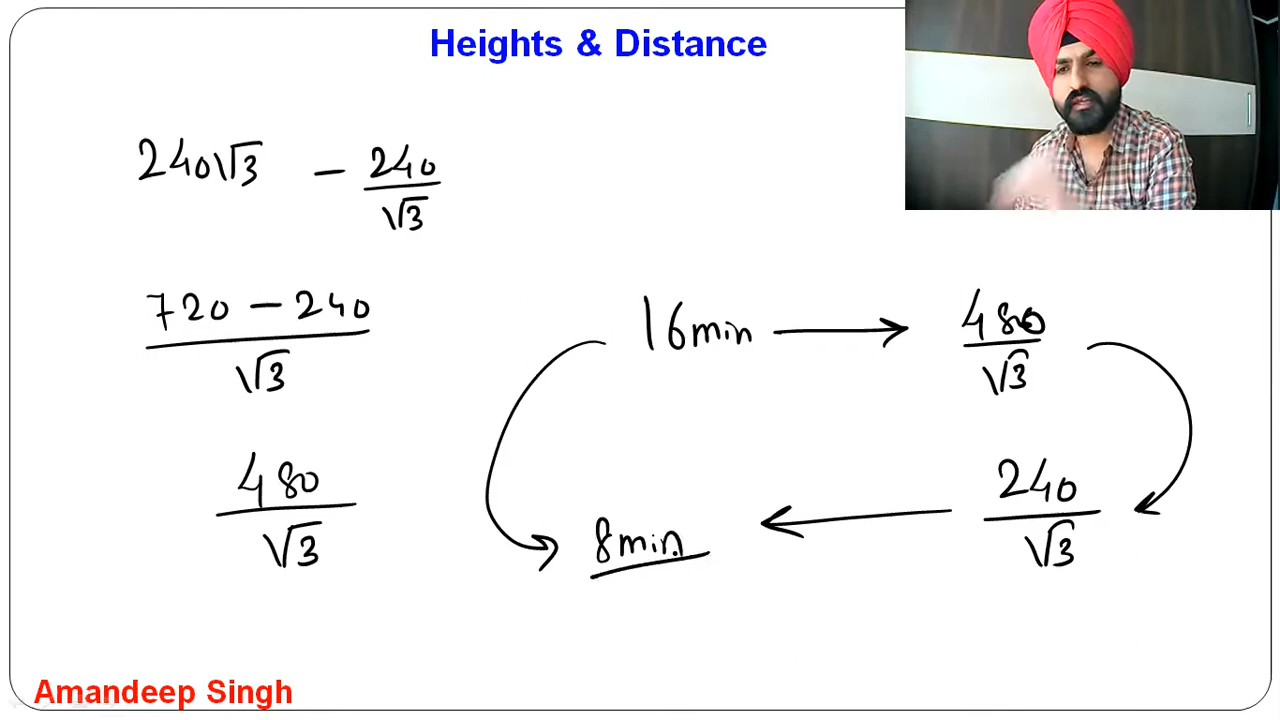 Heights & Distance
240√3 − 240/√3
720 − 240/√3
480/√3
16min → 480/√3
8min ← 240/√3
Amandeep Singh